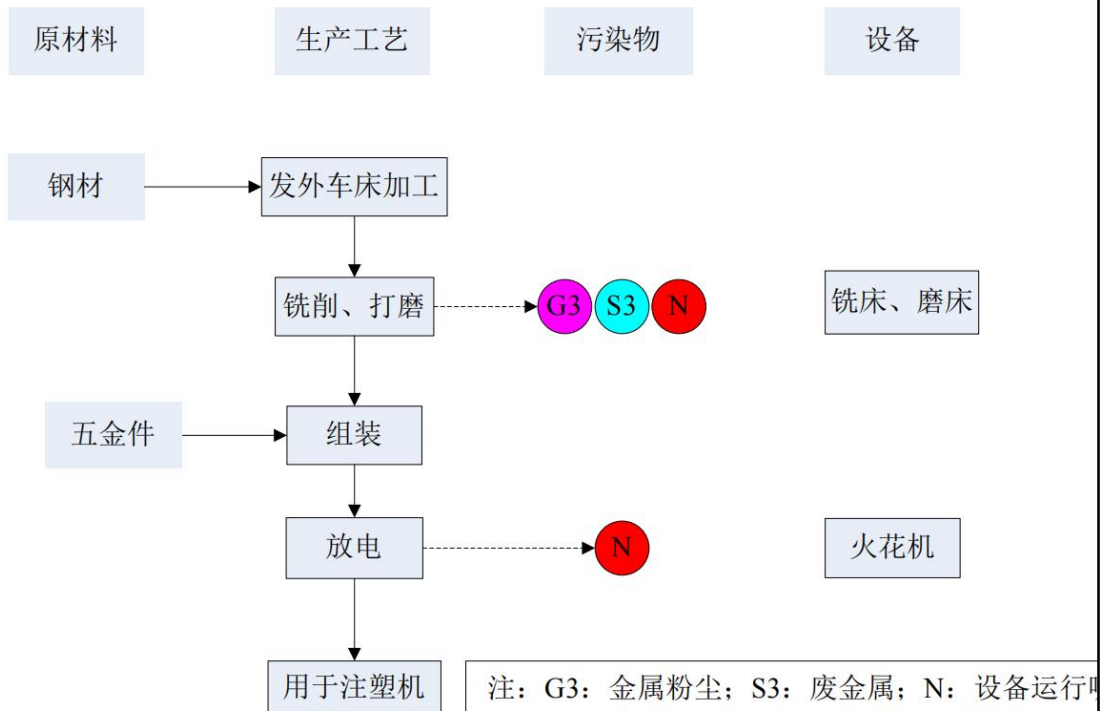 原材料 生产工艺 污染物 设备
钢材 发外车床加工
铣削、打磨 G3 S3 N 铣床、磨床
五金件 组装
放电 N 火花机
用于注塑机 注：G3：金属粉尘；S3：废金属；N：设备运行